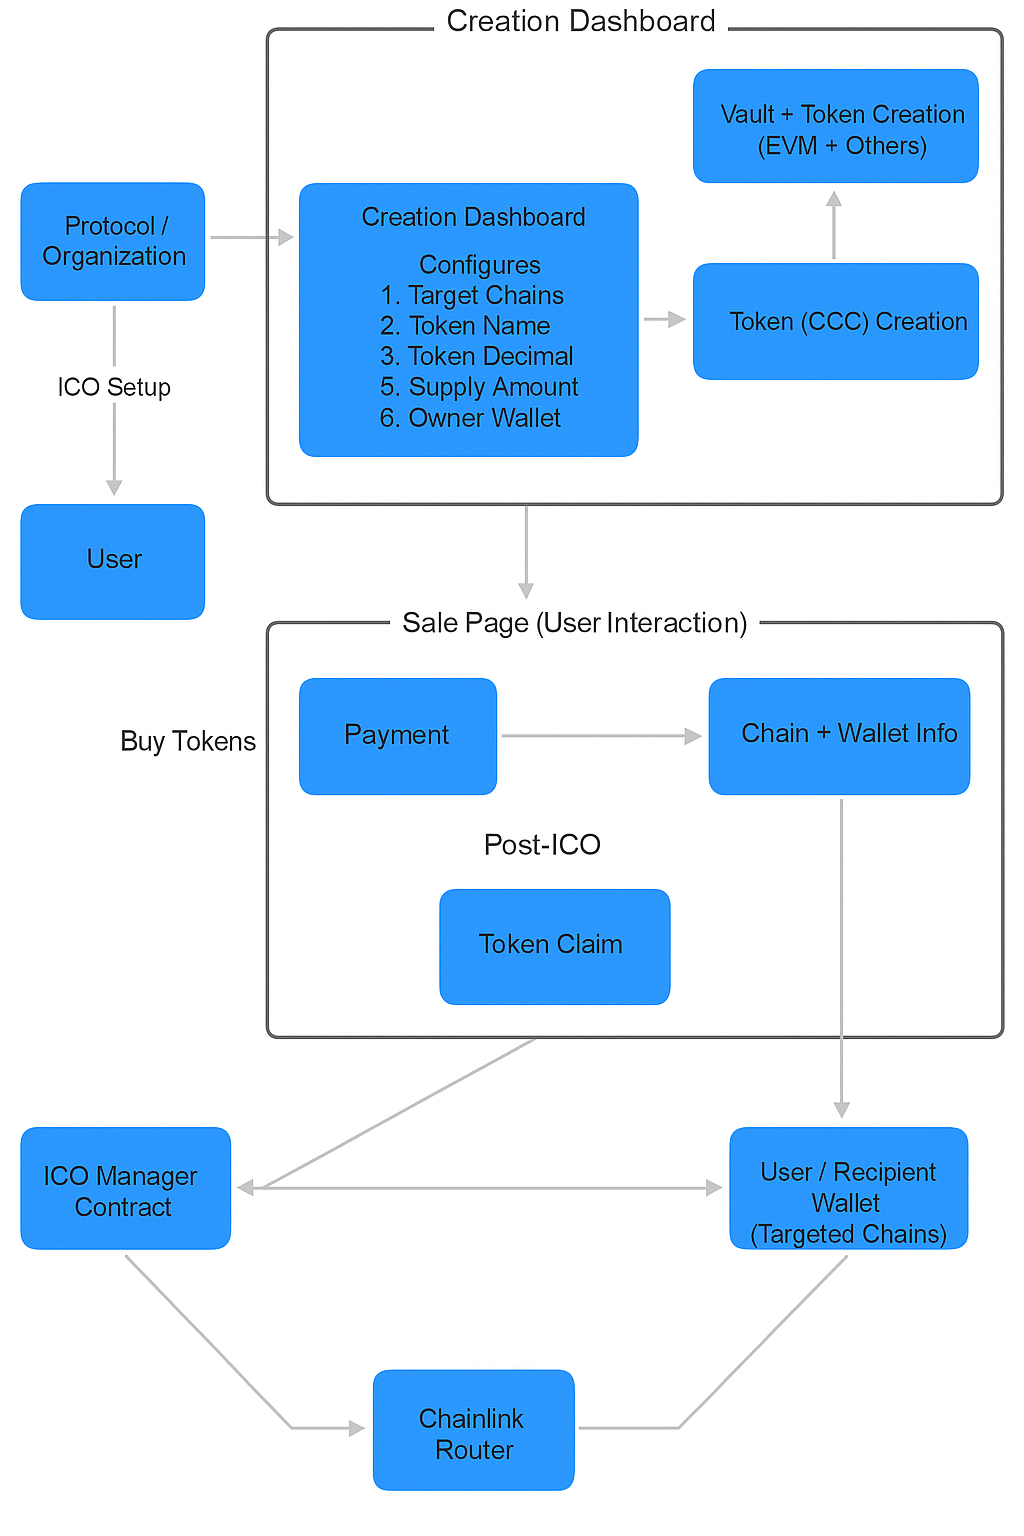 Creation Dashboard
Vault + Token Creation
(EVM + Others)
Protocol /
Organization
Creation Dashboard
Configures
1. Target Chains
2. Token Name
3. Token Decimal
5. Supply Amount
6. Owner Wallet
Token (CCC) Creation
ICO Setup
User
Sale Page (User Interaction)
Buy Tokens
Payment
Chain + Wallet Info
Post-ICO
Token Claim
ICO Manager
Contract
User / Recipient
Wallet
(Targeted Chains)
Chainlink
Router